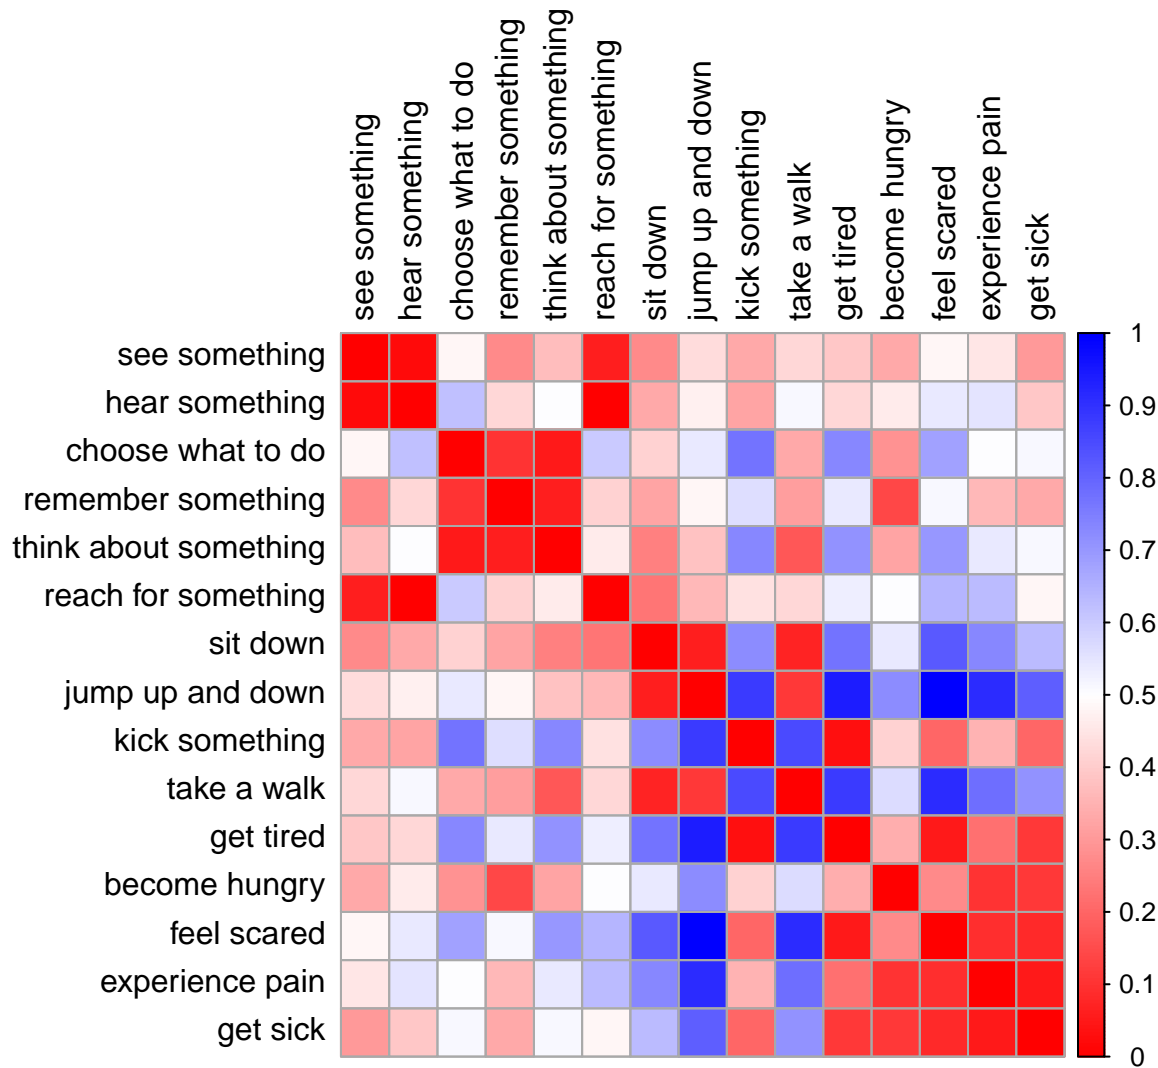 see something
hear something
choose what to do
remember something
think about something
reach for something
sit down
jump up and down
kick something
take a walk
get tired
become hungry
feel scared
experience pain
get sick
see something
hear something
choose what to do
remember something
think about something
reach for something
sit down
jump up and down
kick something
take a walk
get tired
become hungry
feel scared
experience pain
get sick
1
0.9
0.8
0.7
0.6
0.5
0.4
0.3
0.2
0.1
0